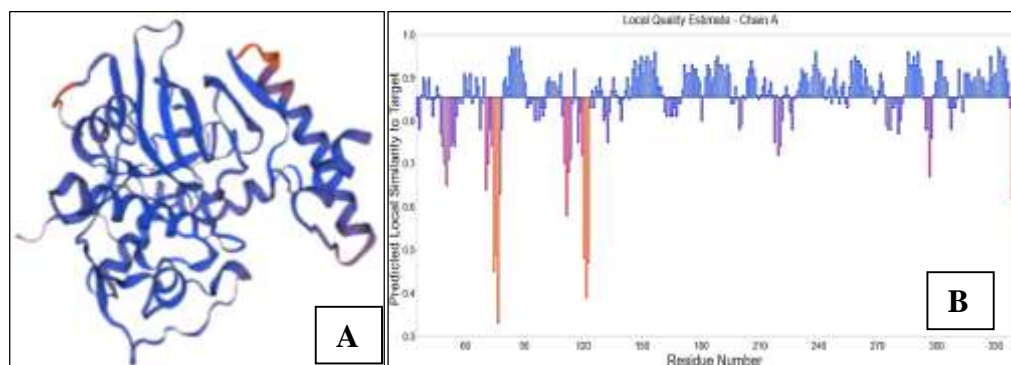 Local Quality Estimate - Chain A
1.0
0.9
0.8
0.7
0.6
0.5
0.4
0.3
Predicted Local Similarity to Target
60 90 120 150 180 210 240 270 300 330
Residue Number
A
B